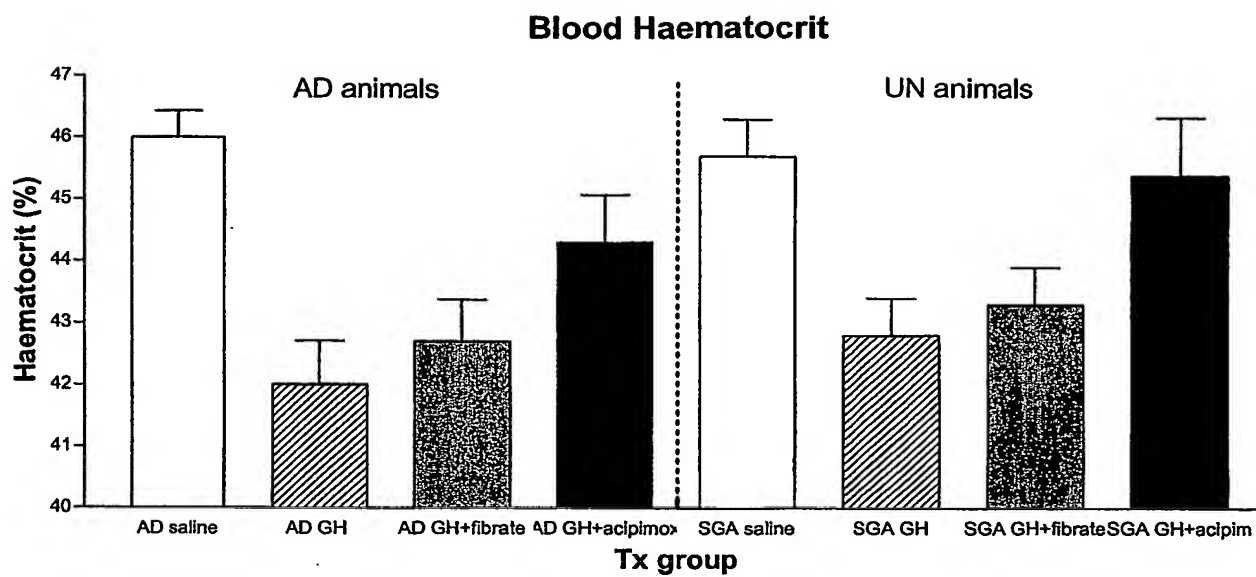 Blood Haematocrit
AD animals
UN animals
Haematocrit (%)
47
46
45
44
43
42
41
40
AD saline
AD GH
AD GH+fibrate
AD GH+acipimox
SGA saline
SGA GH
SGA GH+fibrate
SGA GH+acipim
Tx group